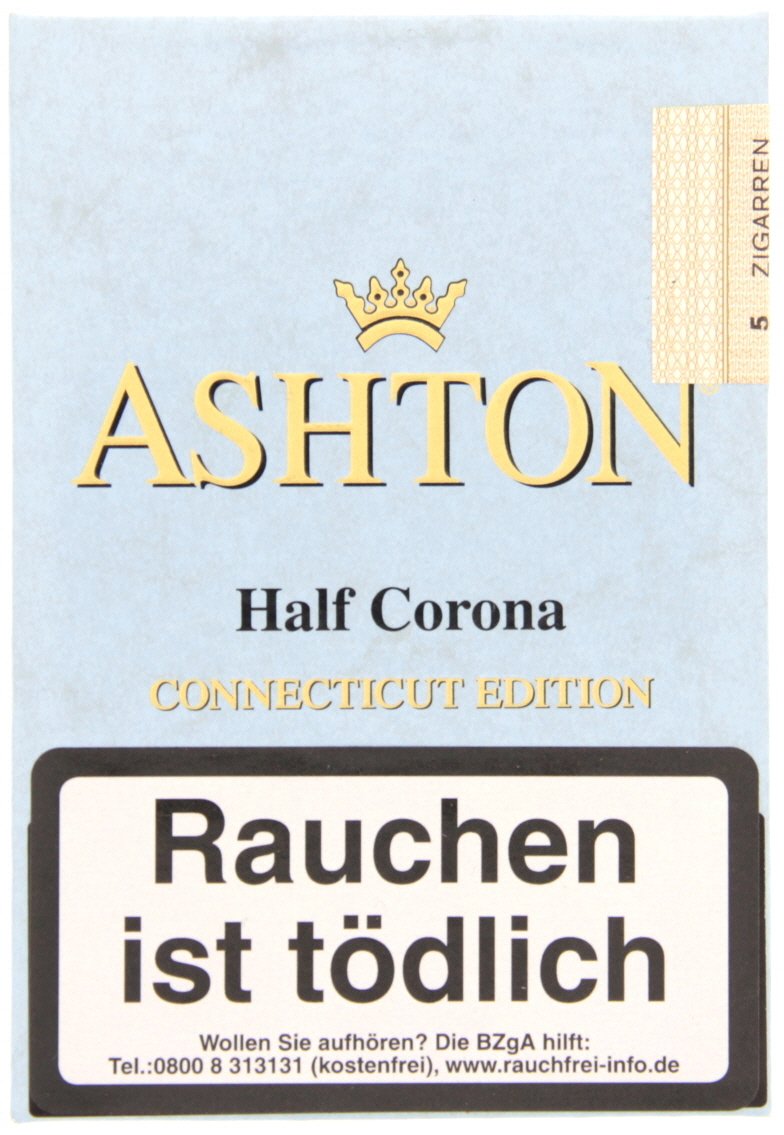 5 ZIGARREN
ASHTON
Half Corona
CONNECTICUT EDITION
Rauchen
ist tödlich
Wollen Sie aufhören? Die BZgA hilft:
Tel.:0800 8 313131 (kostenfrei), www.rauchfrei-info.de